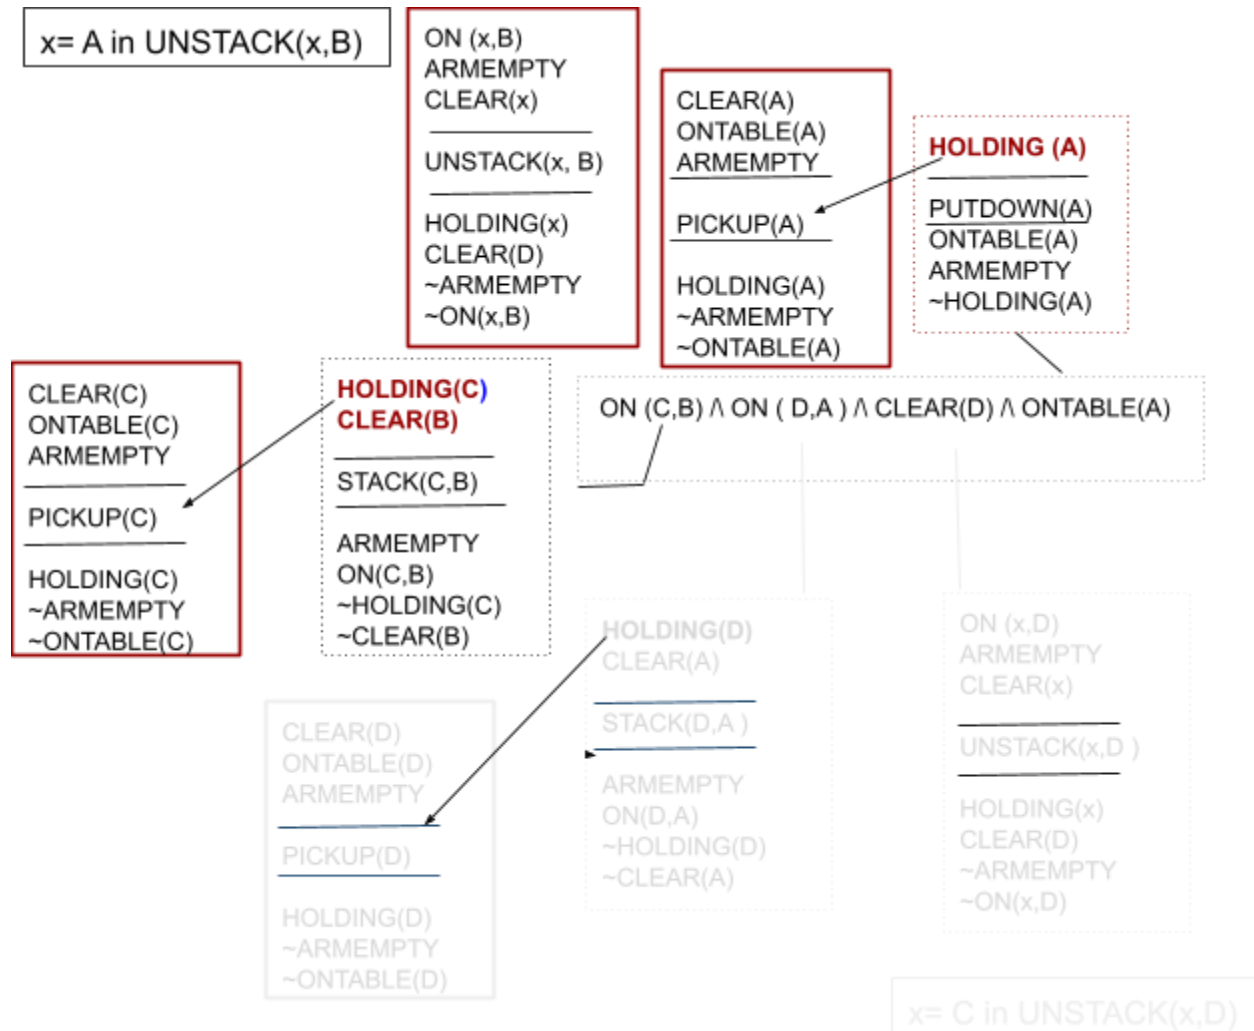 x= A in UNSTACK(x,B)
ON (x,B)
ARMEMPTY
CLEAR(x)
UNSTACK(x, B)
HOLDING(x)
CLEAR(D)
~ARMEMPTY
~ON(x,B)
CLEAR(A)
ONTABLE(A)
ARMEMPTY
PICKUP(A)
HOLDING(A)
~ARMEMPTY
~ONTABLE(A)
HOLDING (A)
PUTDOWN(A)
ONTABLE(A)
ARMEMPTY
~HOLDING(A)
CLEAR(C)
ONTABLE(C)
ARMEMPTY
PICKUP(C)
HOLDING(C)
~ARMEMPTY
~ONTABLE(C)
HOLDING(C)
CLEAR(B)
STACK(C,B)
ARMEMPTY
ON(C,B)
~HOLDING(C)
~CLEAR(B)
ON (C,B) /\ ON ( D,A ) /\ CLEAR(D) /\ ONTABLE(A)
CLEAR(D)
ONTABLE(D)
ARMEMPTY
PICKUP(D)
HOLDING(D)
~ARMEMPTY
~ONTABLE(D)
HOLDING(D)
CLEAR(A)
STACK(D,A )
ARMEMPTY
ON(D,A)
~HOLDING(D)
~CLEAR(A)
ON (x,D)
ARMEMPTY
CLEAR(x)
UNSTACK(x,D )
HOLDING(x)
CLEAR(D)
~ARMEMPTY
~ON(x,D)
x= C in UNSTACK(x,D)